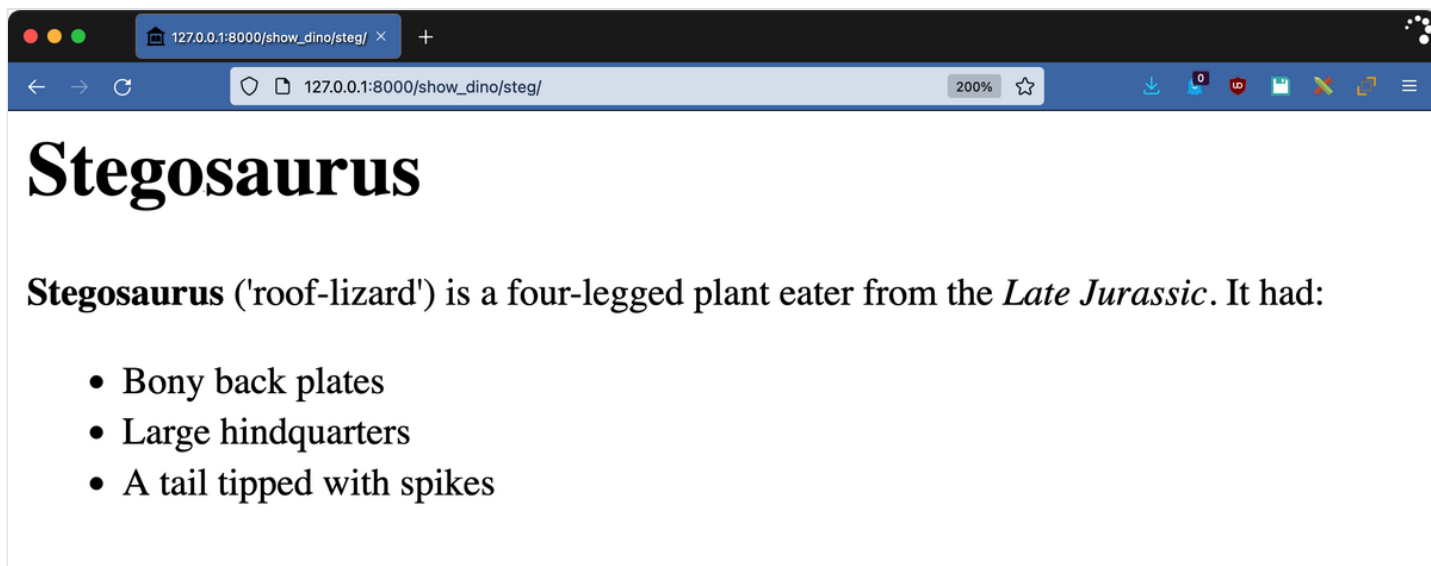 127.0.0.1:8000/show_dino/steg/
127.0.0.1:8000/show_dino/steg/
200%
0
Stegosaurus
Stegosaurus ('roof-lizard') is a four-legged plant eater from the Late Jurassic. It had:
• Bony back plates
• Large hindquarters
• A tail tipped with spikes